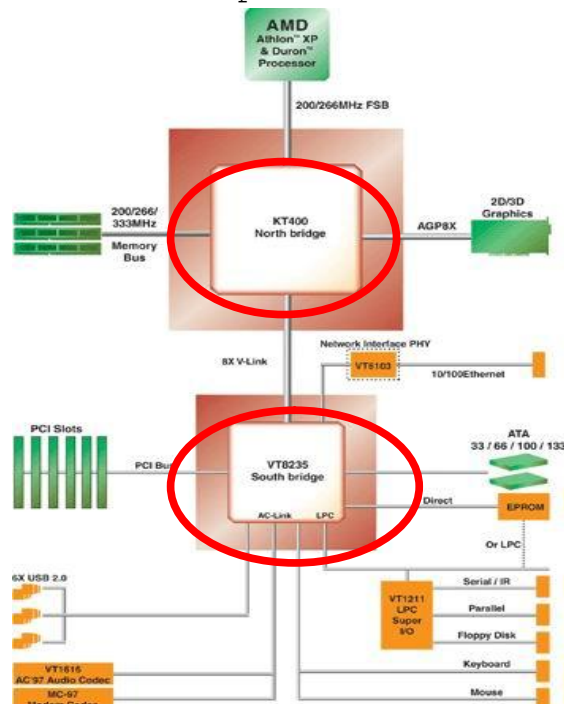 AMD
Athlon™ XP
& Duron™
Processor
200/266MHz FSB
200/266/
333MHz
Memory
Bus
KT400
North bridge
AGP8X
2D/3D
Graphics
8X V-Link
Network Interface PHY
VT6103
10/100Ethernet
PCI Slots
PCI Bus
VT8235
South bridge
AC-Link
LPC
ATA
33 / 66 / 100 / 133
Direct
EPROM
Or LPC
6X USB 2.0
VT1211
LPC
Super
I/O
Serial / IR
Parallel
Floppy Disk
Keyboard
Mouse
VT1616
AC'97 Audio Codec
MC-97
Modem Codec